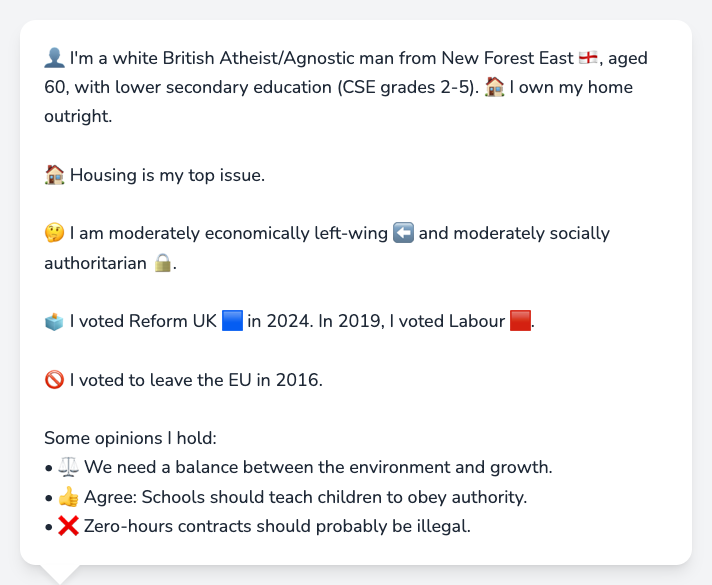 👤 I'm a white British Atheist/Agnostic man from New Forest East 🏴󠁧󠁢󠁥󠁮󠁧󠁿, aged
60, with lower secondary education (CSE grades 2-5). 🏠 I own my home
outright.
🏠 Housing is my top issue.
🤔 I am moderately economically left-wing ⬅️ and moderately socially
authoritarian 🔒.
🗳️ I voted Reform UK 🟦 in 2024. In 2019, I voted Labour 🟥.
🚫 I voted to leave the EU in 2016.
Some opinions I hold:
• ⚖️ We need a balance between the environment and growth.
• 👍 Agree: Schools should teach children to obey authority.
• ❌ Zero-hours contracts should probably be illegal.